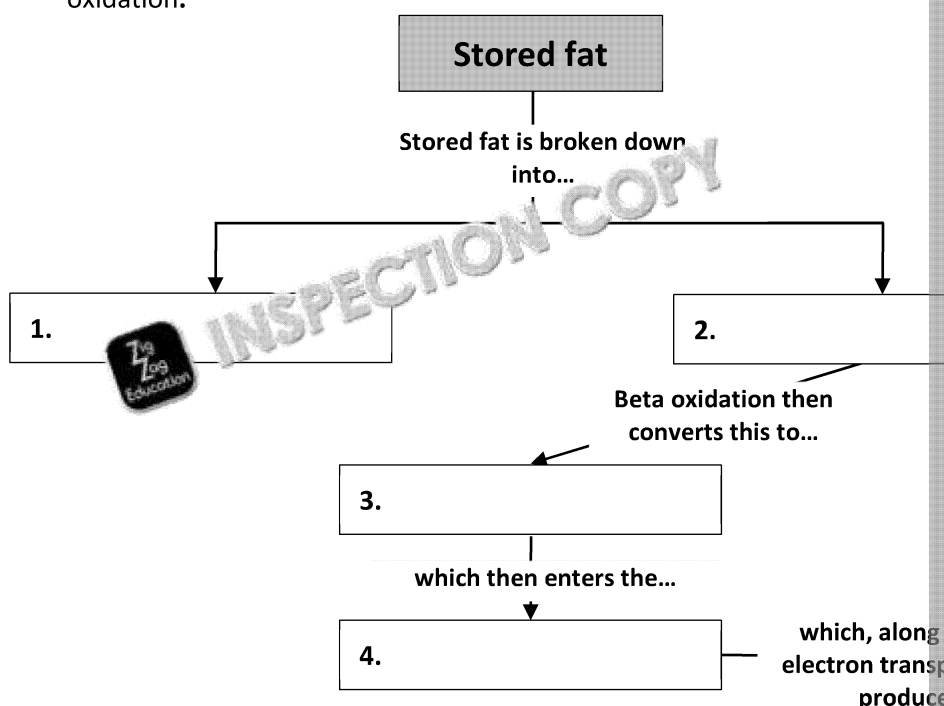 oxidation.
Stored fat
Stored fat is broken down
into…
INSPECTION COPY
1.
2.
Zig
Zag
Education
Beta oxidation then
converts this to…
3.
which then enters the…
4.
which, along
electron transp
produce